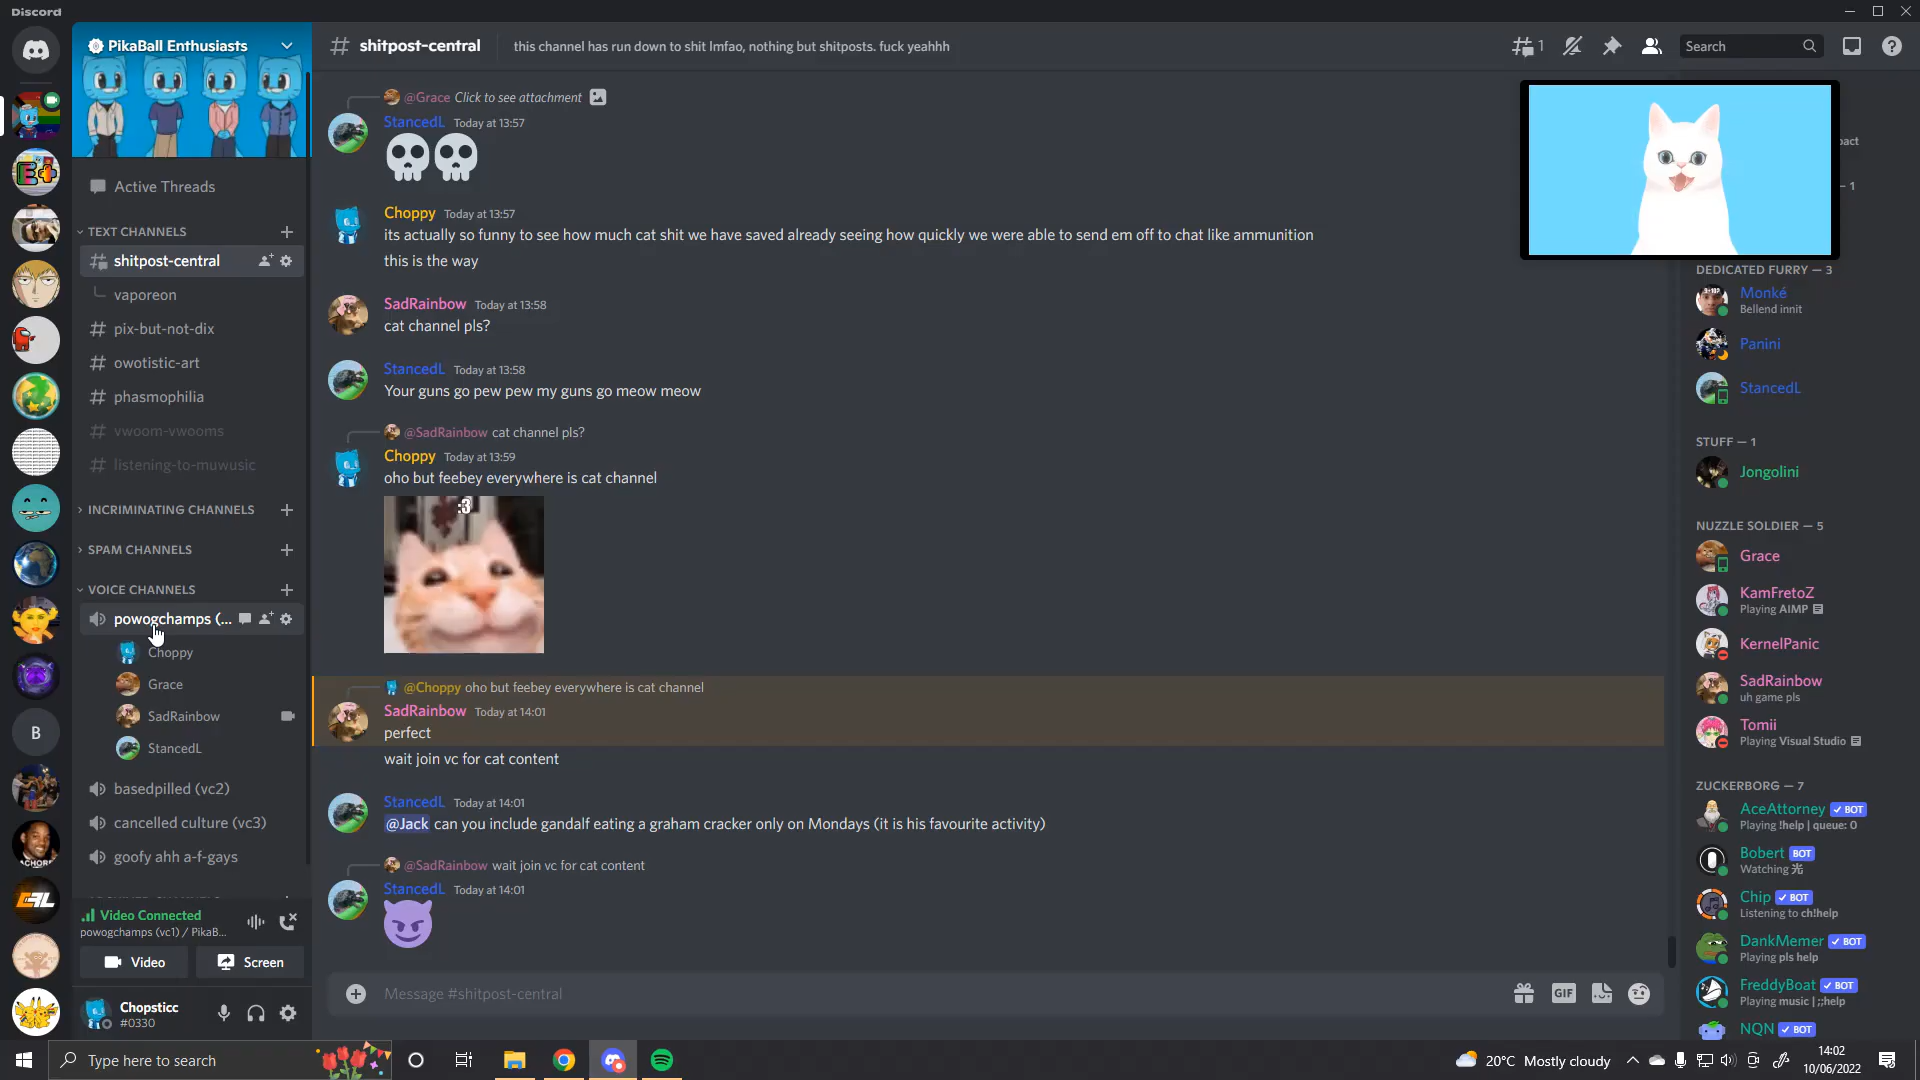 Discord
PikaBall Enthusiasts
shitpost-central
this channel has run down to shit lmfao, nothing but shitposts. fuck yeahhh
1
Search
Active Threads
TEXT CHANNELS
shitpost-central
vaporeon
pix-but-not-dix
owotistic-art
phasmophilia
vwoom-vwooms
listening-to-muwusic
INCRIMINATING CHANNELS
SPAM CHANNELS
VOICE CHANNELS
powogchamps (...
Choppy
Grace
SadRainbow
StancedL
basedpilled (vc2)
cancelled culture (vc3)
goofy ahh a-f-gays
Video Connected
powogchamps (vc1) / PikaB...
Video
Screen
Chopsticc
#0330
E+
B
@Grace Click to see attachment
StancedL Today at 13:57
Choppy Today at 13:57
its actually so funny to see how much cat shit we have saved already seeing how quickly we were able to send em off to chat like ammunition
this is the way
SadRainbow Today at 13:58
cat channel pls?
StancedL Today at 13:58
Your guns go pew pew my guns go meow meow
@SadRainbow cat channel pls?
Choppy Today at 13:59
oho but feebey everywhere is cat channel
:3
@Choppy oho but feebey everywhere is cat channel
SadRainbow Today at 14:01
perfect
wait join vc for cat content
StancedL Today at 14:01
@Jack can you include gandalf eating a graham cracker only on Mondays (it is his favourite activity)
@SadRainbow wait join vc for cat content
StancedL Today at 14:01
Message #shitpost-central
GIF
pact
— 1
DEDICATED FURRY — 3
Monké
Bellend innit
Panini
StancedL
STUFF — 1
Jongolini
NUZZLE SOLDIER — 5
Grace
KamFretoZ
Playing AIMP
KernelPanic
SadRainbow
uh game pls
Tomii
Playing Visual Studio
ZUCKERBORG — 7
AceAttorney ✓ BOT
Playing !help | queue: 0
Bobert BOT
Watching 光
Chip ✓ BOT
Listening to ch!help
DankMemer ✓ BOT
Playing pls help
FreddyBoat ✓ BOT
Playing music | ;;help
NQN ✓ BOT
Type here to search
20°C Mostly cloudy
14:02
10/06/2022